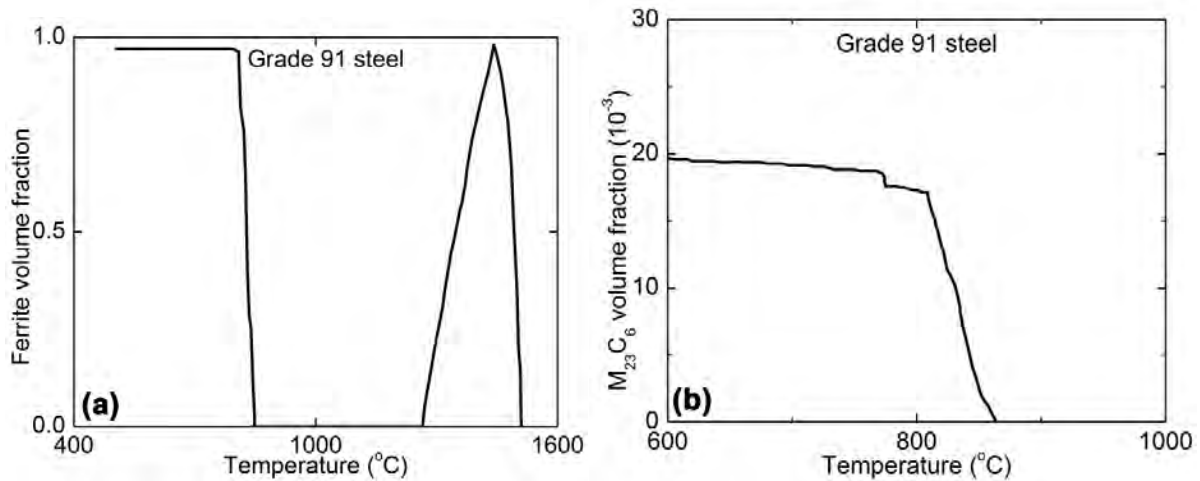 Grade 91 steel
Ferrite volume fraction
1.0
0.5
0.0
(a)
400
1000
1600
Temperature (°C)
Grade 91 steel
M₂₃C₆ volume fraction (10⁻³)
30
20
10
0
(b)
600
800
1000
Temperature (°C)